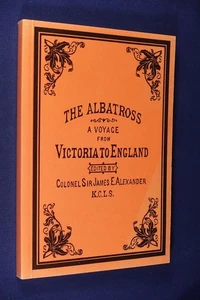 THE ALBATROSS
A VOYAGE
FROM
VICTORIA TO ENGLAND
EDITED BY
COLONEL SIR JAMES E. ALEXANDER
K.C.L.S.